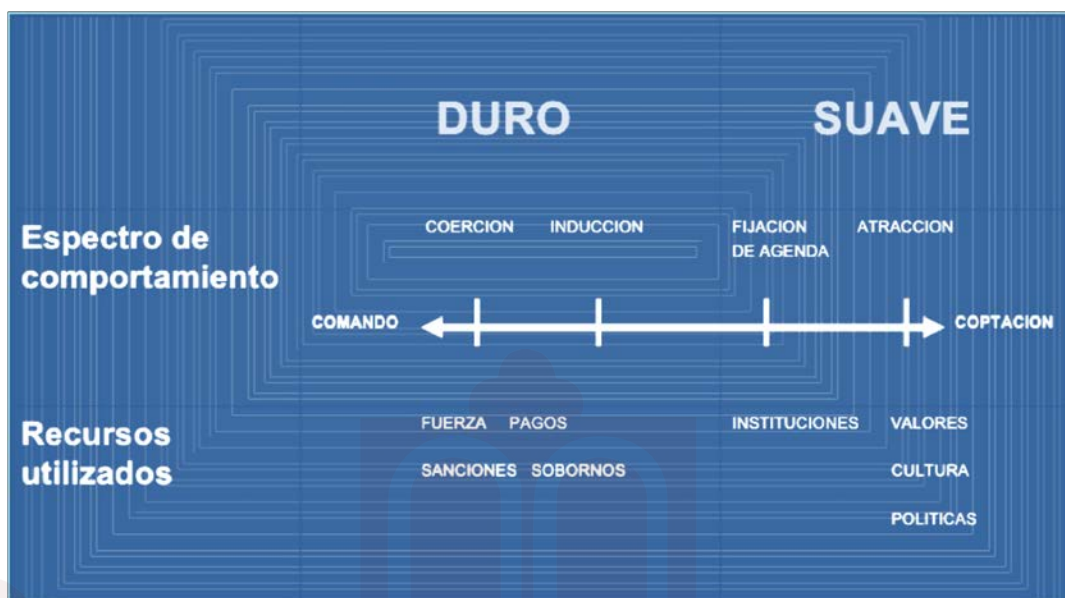 DURO SUAVE
COERCION INDUCCION FIJACION ATRACCION
DE AGENDA
Espectro de
comportamiento
COMANDO COPTACION
FUERZA PAGOS INSTITUCIONES VALORES
Recursos
utilizados
SANCIONES SOBORNOS CULTURA
POLITICAS